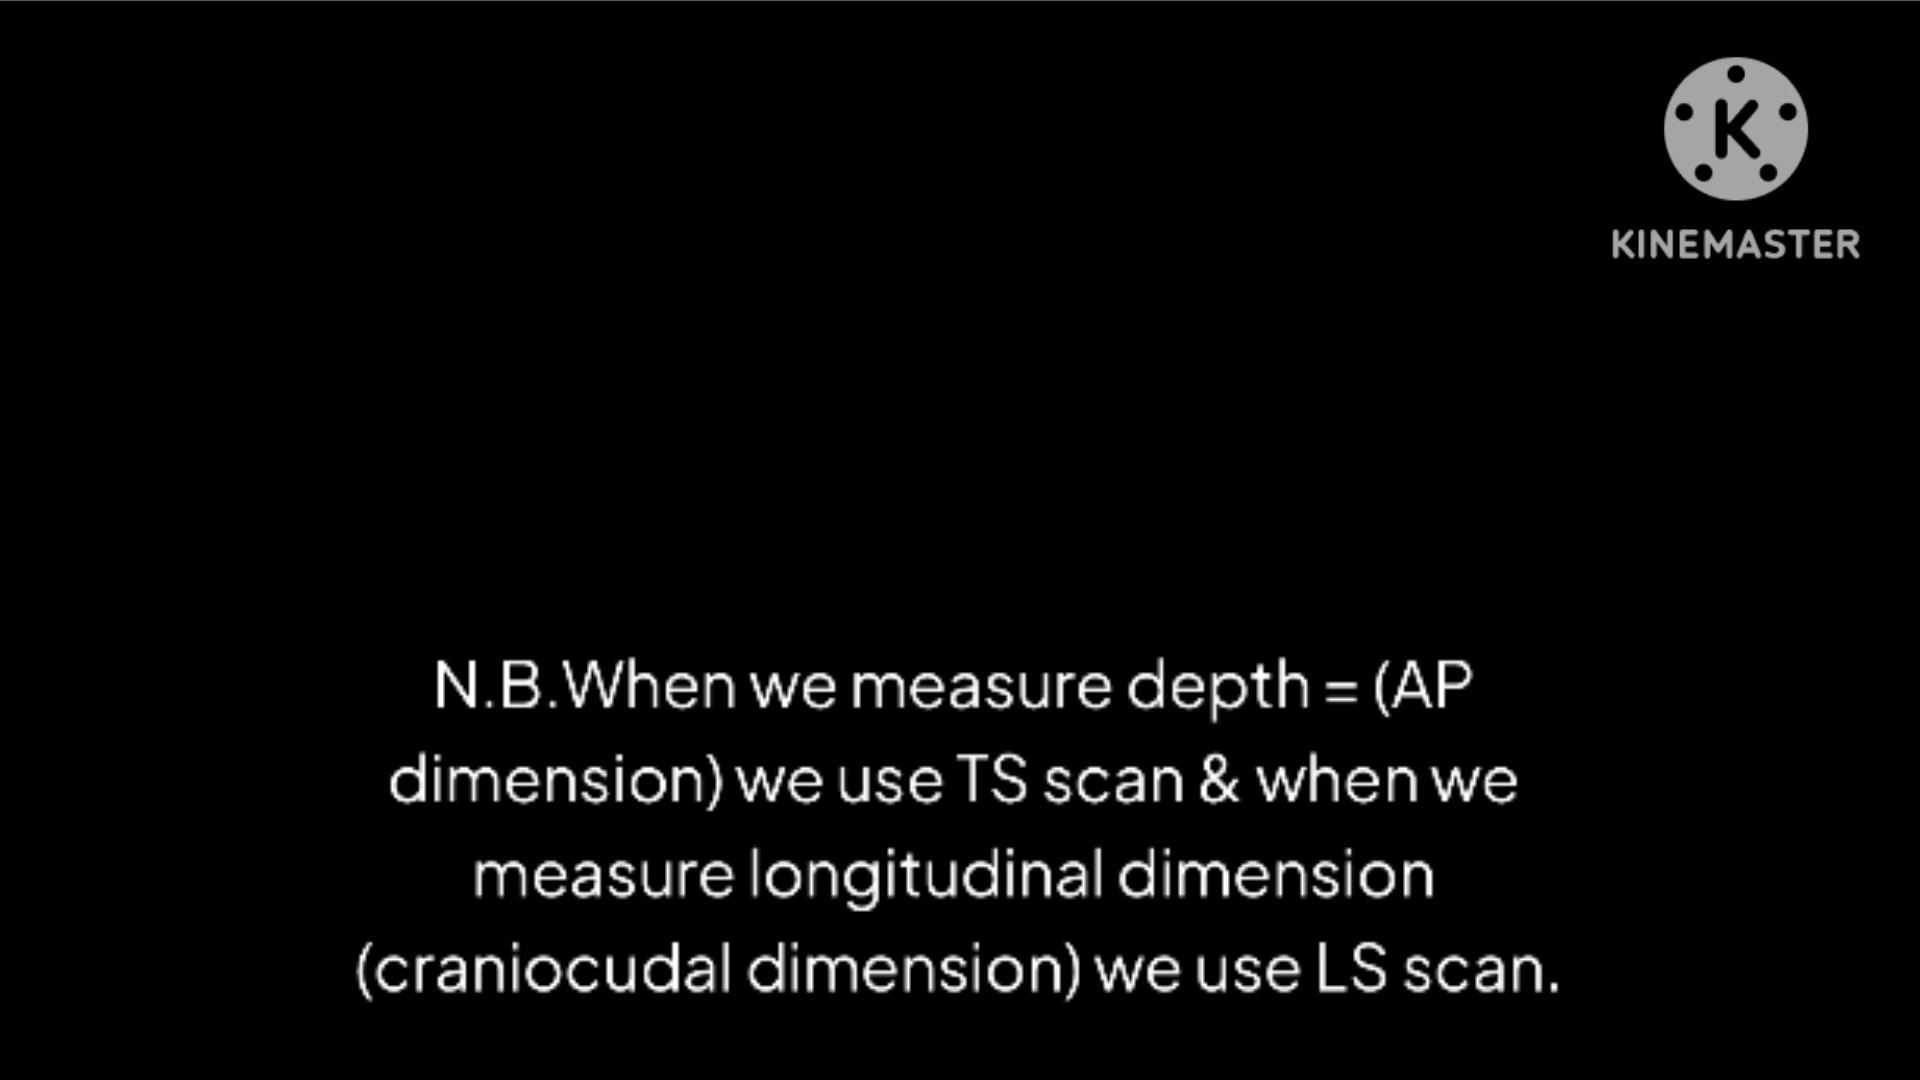 KINEMASTER
N.B.When we measure depth = (AP
dimension) we use TS scan & when we
measure longitudinal dimension
(craniocudal dimension) we use LS scan.